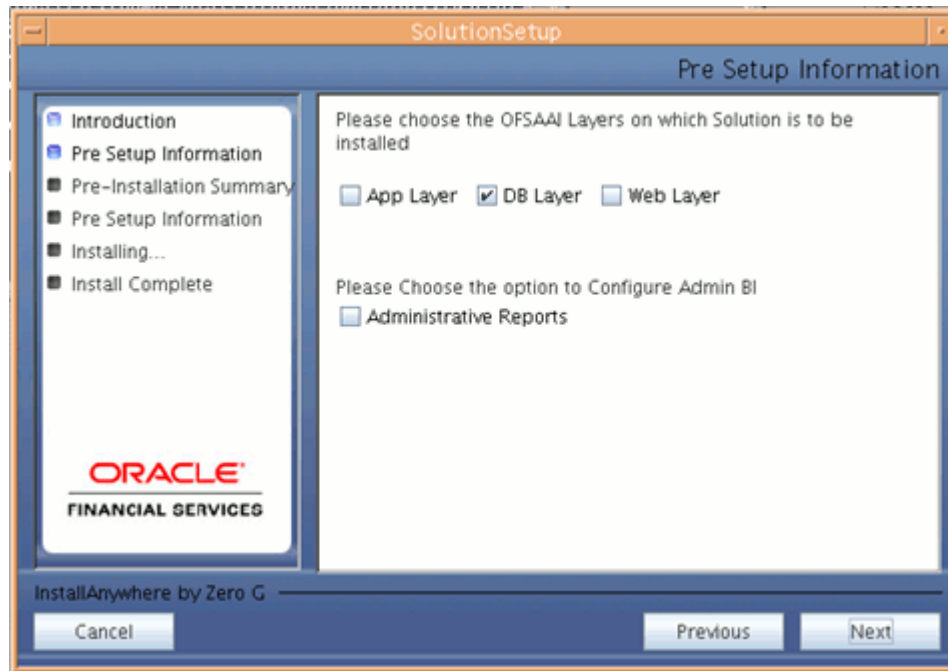 SolutionSetup
Pre Setup Information
Introduction
Pre Setup Information
Pre-Installation Summary
Pre Setup Information
Installing...
Install Complete
ORACLE
FINANCIAL SERVICES
Please choose the OFSAAI Layers on which Solution is to be
installed
App Layer DB Layer Web Layer
Please Choose the option to Configure Admin BI
Administrative Reports
InstallAnywhere by Zero G
Cancel Previous Next